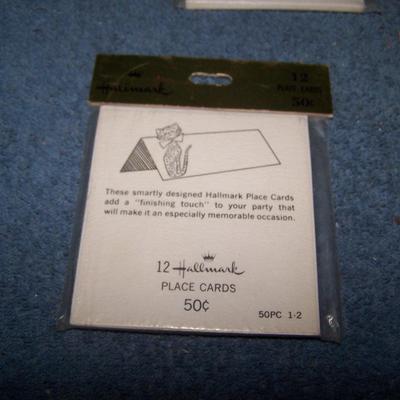 Hallmark
12
PLACE CARDS
50¢
These smartly designed Hallmark Place Cards
add a "finishing touch" to your party that
will make it an especially memorable occasion.
12 Hallmark
PLACE CARDS
50¢
50PC 1-2